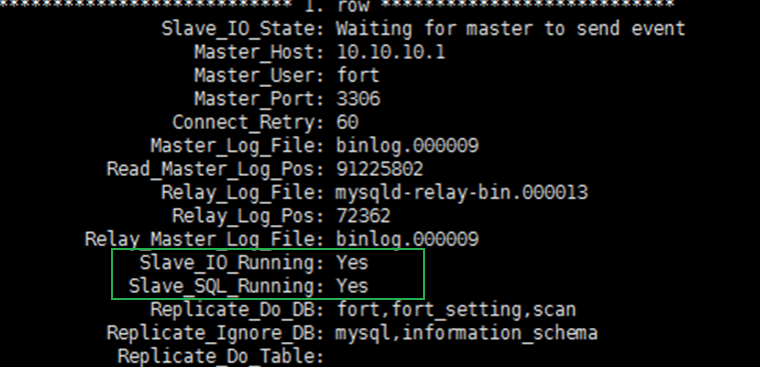 *************************** 1. row ***************************
Slave_IO_State: Waiting for master to send event
Master_Host: 10.10.10.1
Master_User: fort
Master_Port: 3306
Connect_Retry: 60
Master_Log_File: binlog.000009
Read_Master_Log_Pos: 91225802
Relay_Log_File: mysqld-relay-bin.000013
Relay_Log_Pos: 72362
Relay_Master_Log_File: binlog.000009
Slave_IO_Running: Yes
Slave_SQL_Running: Yes
Replicate_Do_DB: fort,fort_setting,scan
Replicate_Ignore_DB: mysql,information_schema
Replicate_Do_Table: